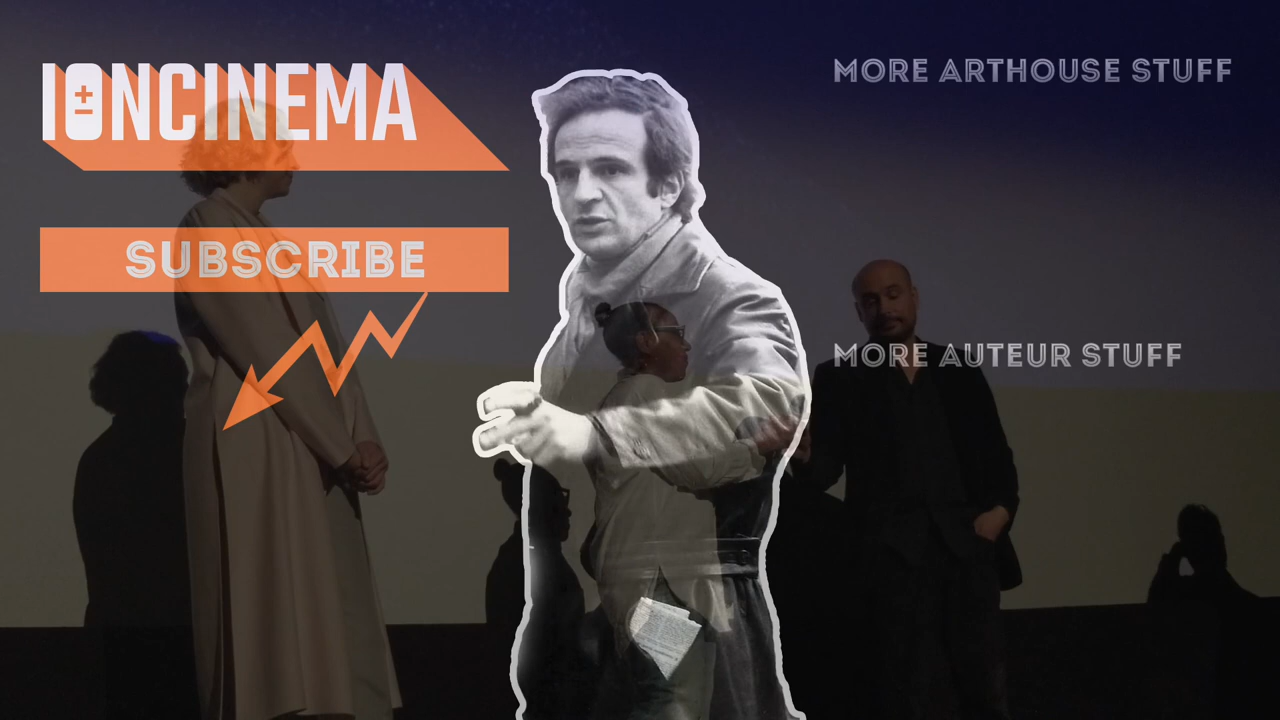 IONCINEMA
SUBSCRIBE
MORE ARTHOUSE STUFF
MORE AUTEUR STUFF